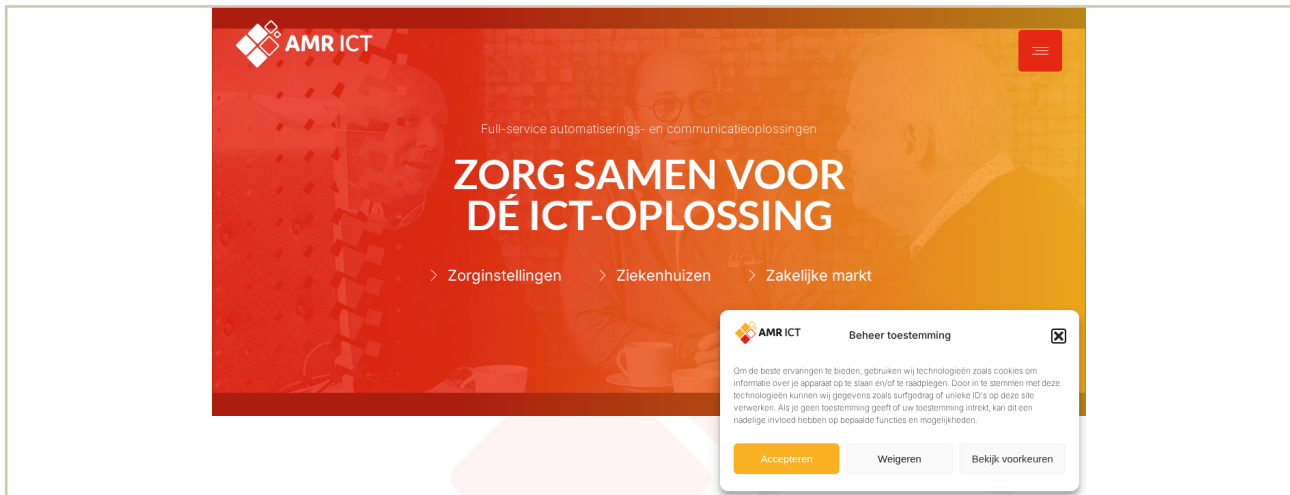 AMR ICT
Full-service automatiserings- en communicatieoplossingen
ZORG SAMEN VOOR
DÉ ICT-OPLOSSING
Zorginstellingen
Ziekenhuizen
Zakelijke markt
AMR ICT
Beheer toestemming
Om de beste ervaringen te bieden, gebruiken wij technologieën zoals cookies om
informatie over je apparaat op te slaan en/of te raadplegen. Door in te stemmen met deze
technologieën kunnen wij gegevens zoals surfgedrag of unieke ID's op deze site
verwerken. Als je geen toestemming geeft of uw toestemming intrekt, kan dit een
nadelige invloed hebben op bepaalde functies en mogelijkheden.
Accepteren
Weigeren
Bekijk voorkeuren